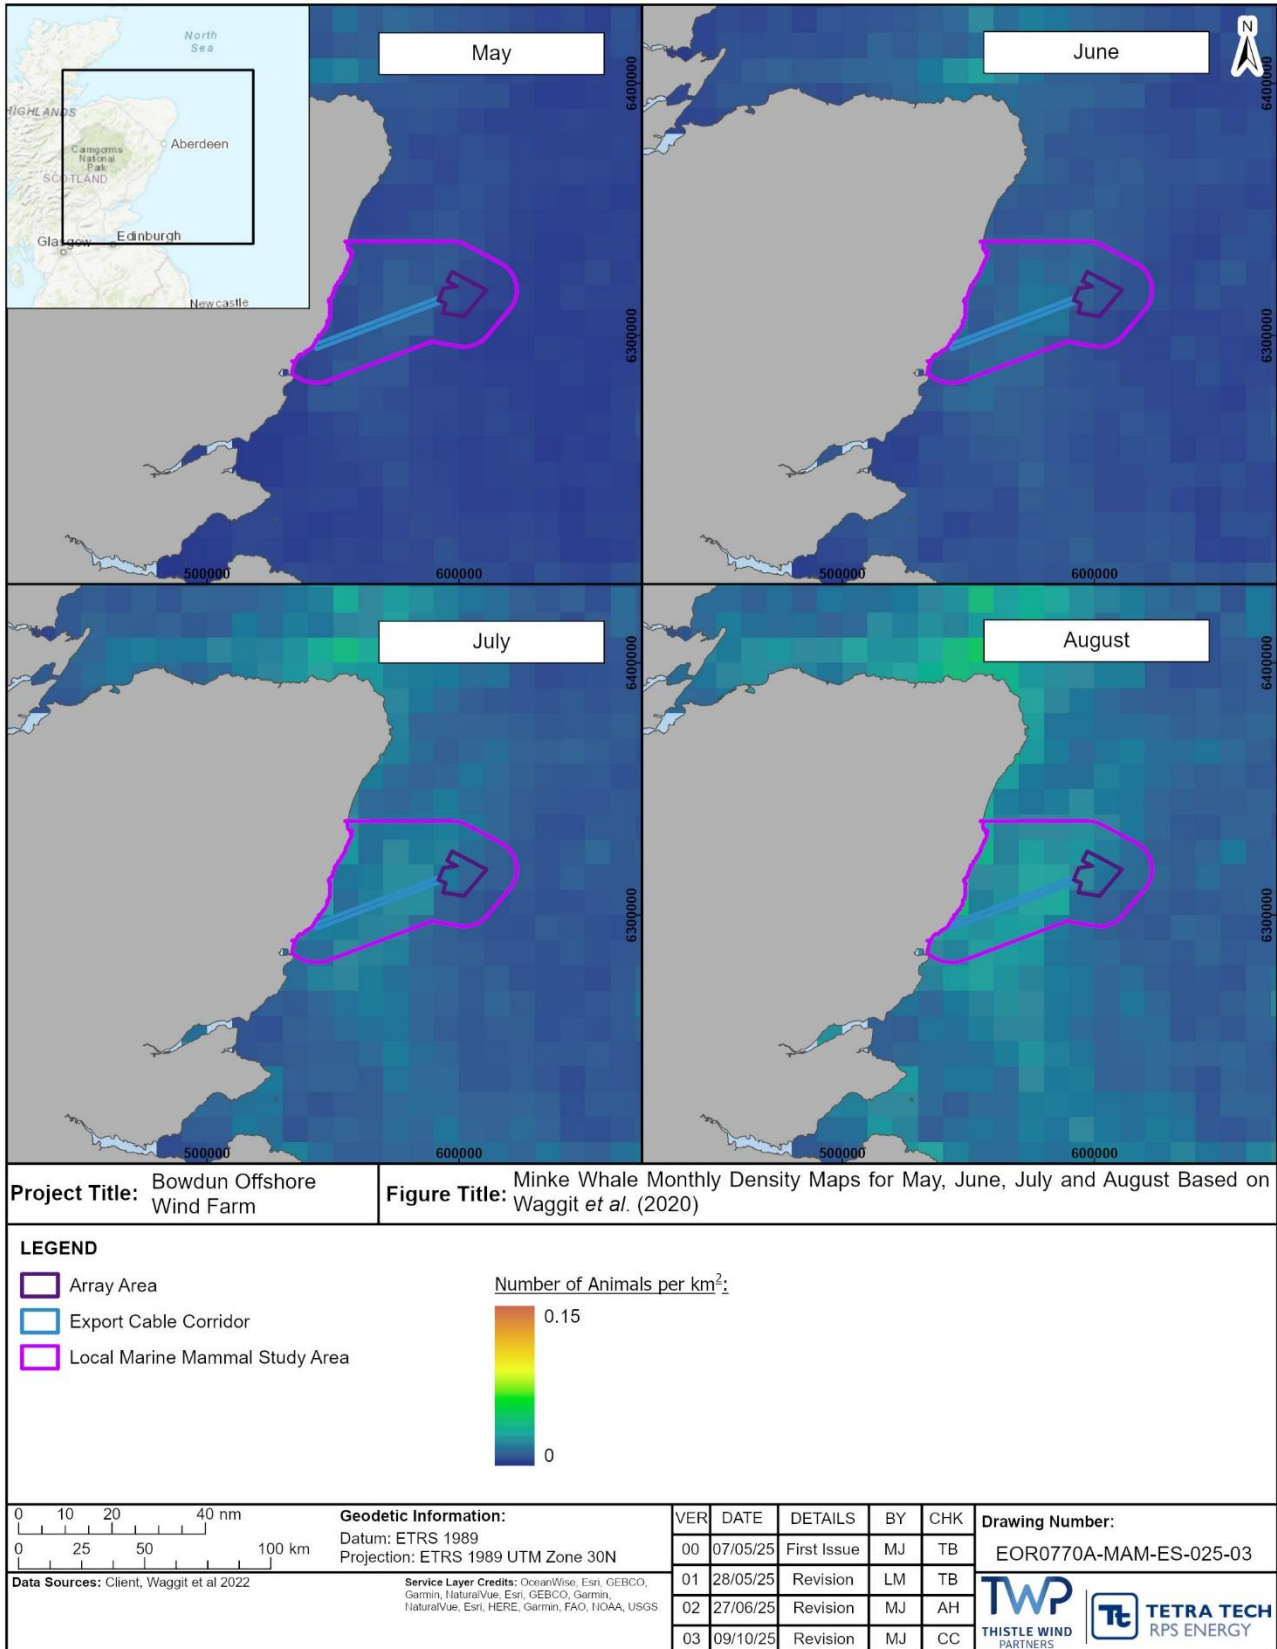 North
Sea
HIGHLANDS
Cairngorms
National
Park
Aberdeen
SCOTLAND
Glasgow
Edinburgh
Newcastle
May
6400000
6300000
500000
600000
June
N
6400000
6300000
500000
600000
July
6400000
6300000
500000
600000
August
6400000
6300000
500000
600000
Project Title: Bowdun Offshore
Wind Farm
Figure Title: Minke Whale Monthly Density Maps for May, June, July and August Based on
Waggit et al. (2020)
LEGEND
Array Area
Export Cable Corridor
Local Marine Mammal Study Area
Number of Animals per km²:
0.15
0
0 10 20 40 nm
0 25 50 100 km
Geodetic Information:
Datum: ETRS 1989
Projection: ETRS 1989 UTM Zone 30N
Data Sources: Client, Waggit et al 2022
Service Layer Credits: OceanWise, Esri, GEBCO,
Garmin, NaturalVue, Esri, GEBCO, Garmin,
NaturalVue, Esri, HERE, Garmin, FAO, NOAA, USGS
VER DATE DETAILS BY CHK
00 07/05/25 First Issue MJ TB
01 28/05/25 Revision LM TB
02 27/06/25 Revision MJ AH
03 09/10/25 Revision MJ CC
Drawing Number:
EOR0770A-MAM-ES-025-03
TWP
THISTLE WIND
PARTNERS
Tt
TETRA TECH
RPS ENERGY